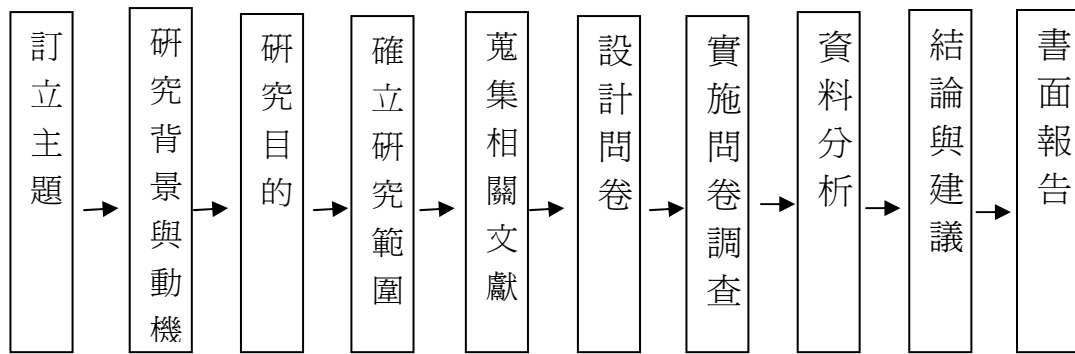 訂立主題
研究背景與動機
研究目的
確立研究範圍
蒐集相關文獻
設計問卷
實施問卷調查
資料分析
結論與建議
書面報告